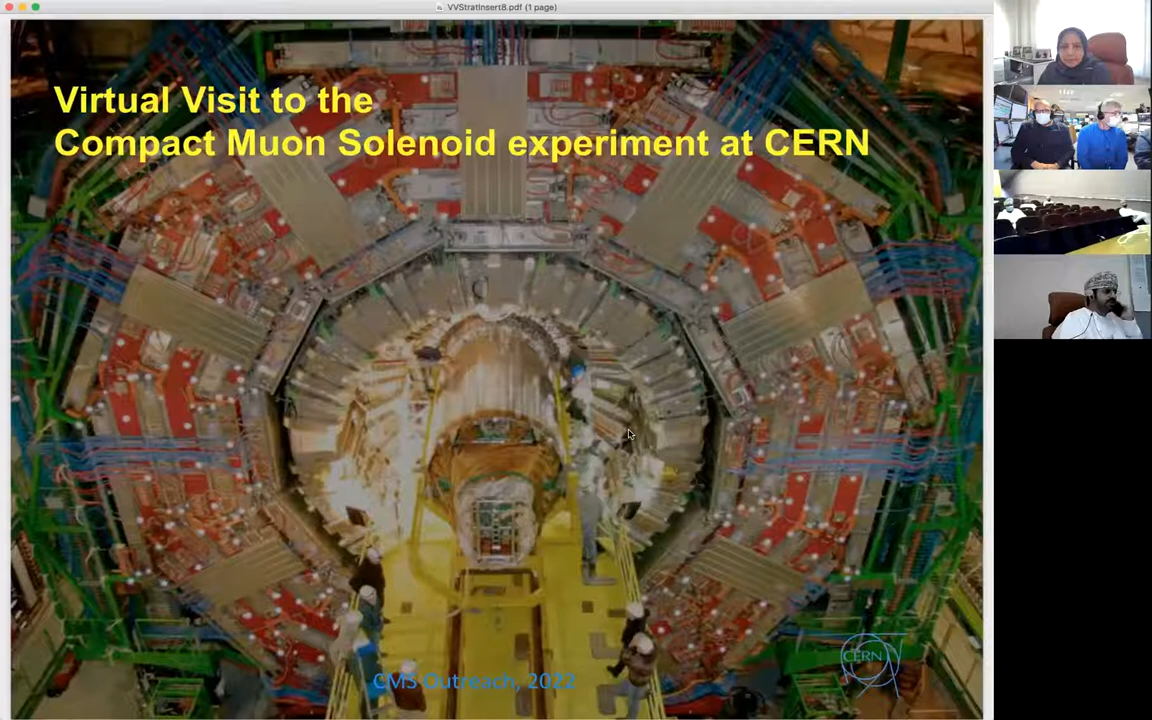 VVStratInsert8.pdf (1 page)
Virtual Visit to the
Compact Muon Solenoid experiment at CERN
CMS Outreach, 2022
CERN